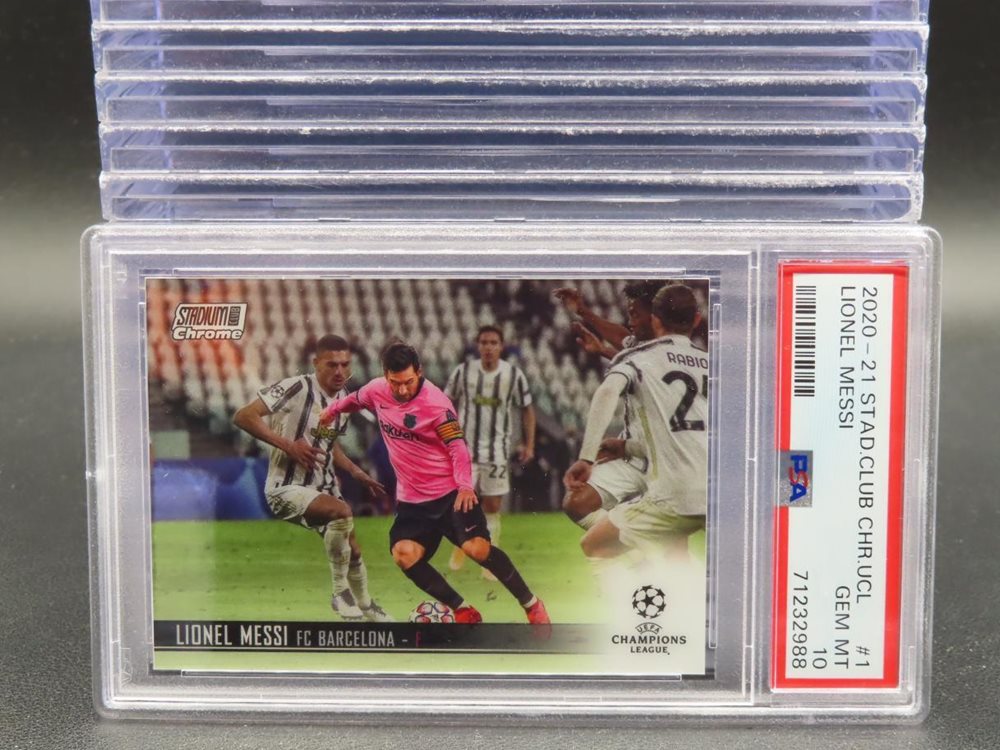 STADIUM CLUB
Chrome
Rakuten
22
RABIO
2
LIONEL MESSI FC BARCELONA - F
UEFA
CHAMPIONS
LEAGUE
2020-21 STAD.CLUB CHR.UCL #1
LIONEL MESSI GEM MT
10
PSA
71232988